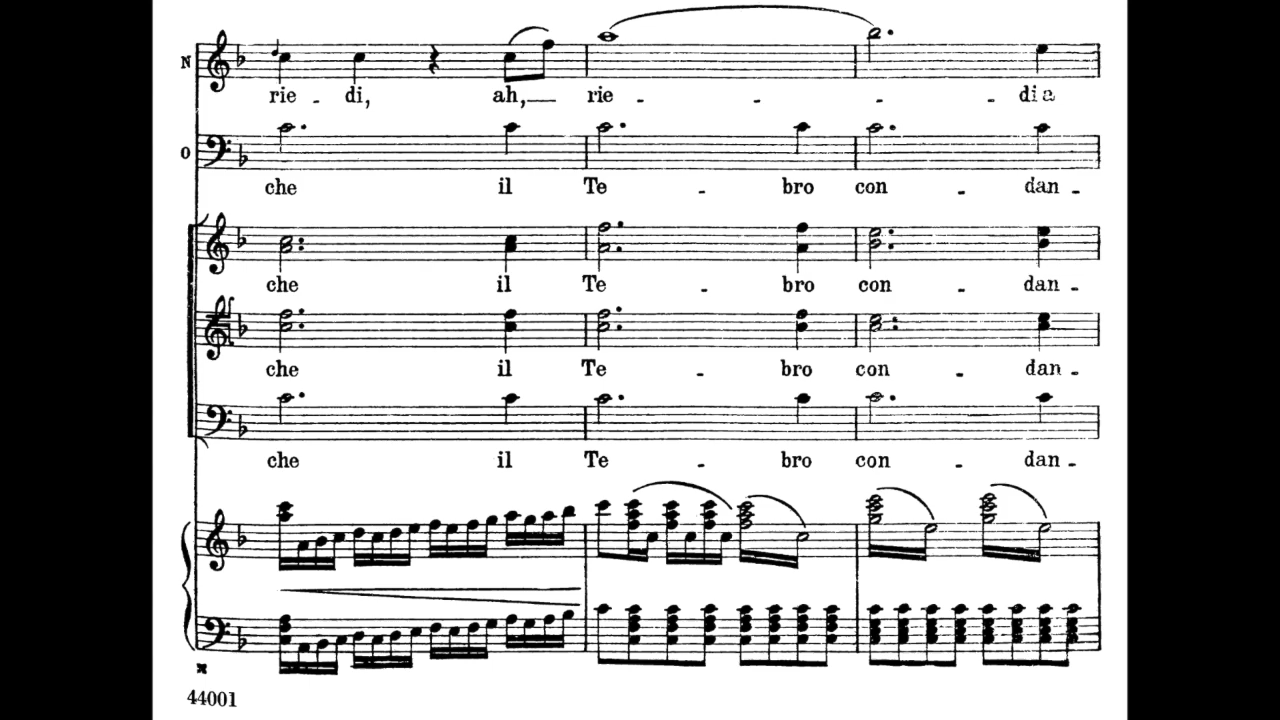 N
rie - di, ah,— rie - - - - di a
O
che il Te - bro con - dan -
che il Te - bro con - dan -
che il Te - bro con - dan -
che il Te - bro con - dan -
44001